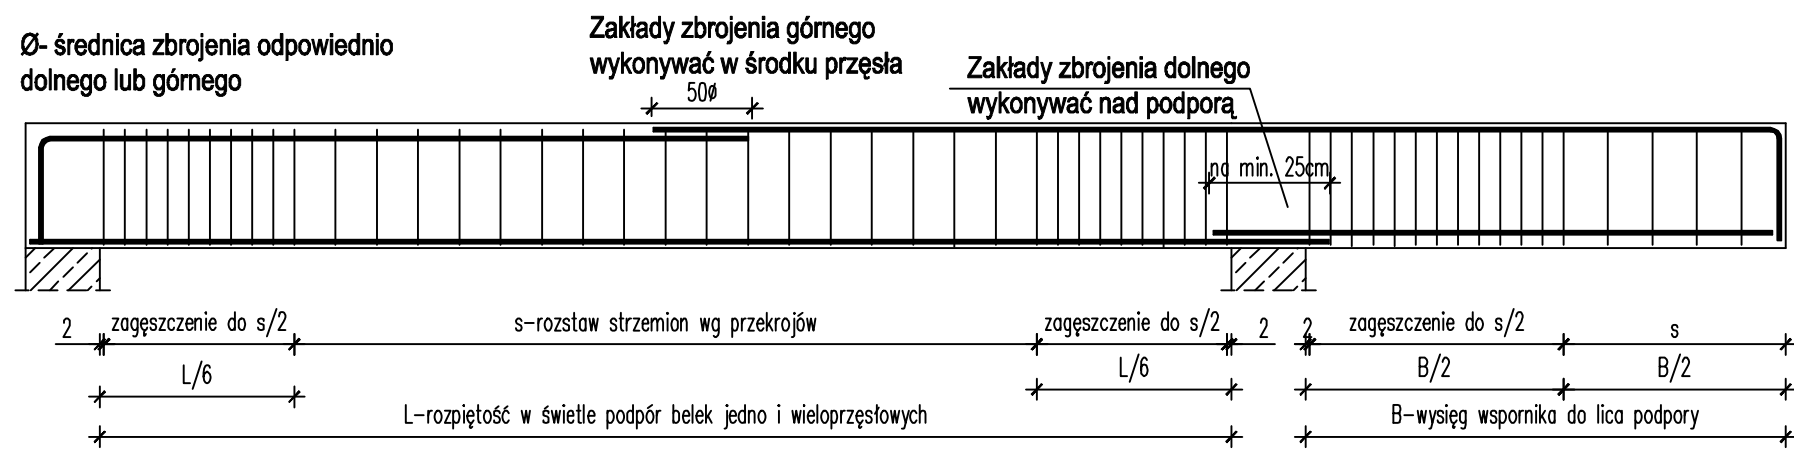 Ø- średnica zbrojenia odpowiednio
dolnego lub górnego
Zakłady zbrojenia górnego
wykonywać w środku przęsła
50ø
Zakłady zbrojenia dolnego
wykonywać nad podporą
na min. 25cm
2
zagęszczenie do s/2
s-rozstaw strzemion wg przekrojów
zagęszczenie do s/2
2
2
zagęszczenie do s/2
s
L/6
L/6
B/2
B/2
L-rozpiętość w świetle podpór belek jedno i wieloprzęsłowych
B-wysięg wspornika do lica podpory